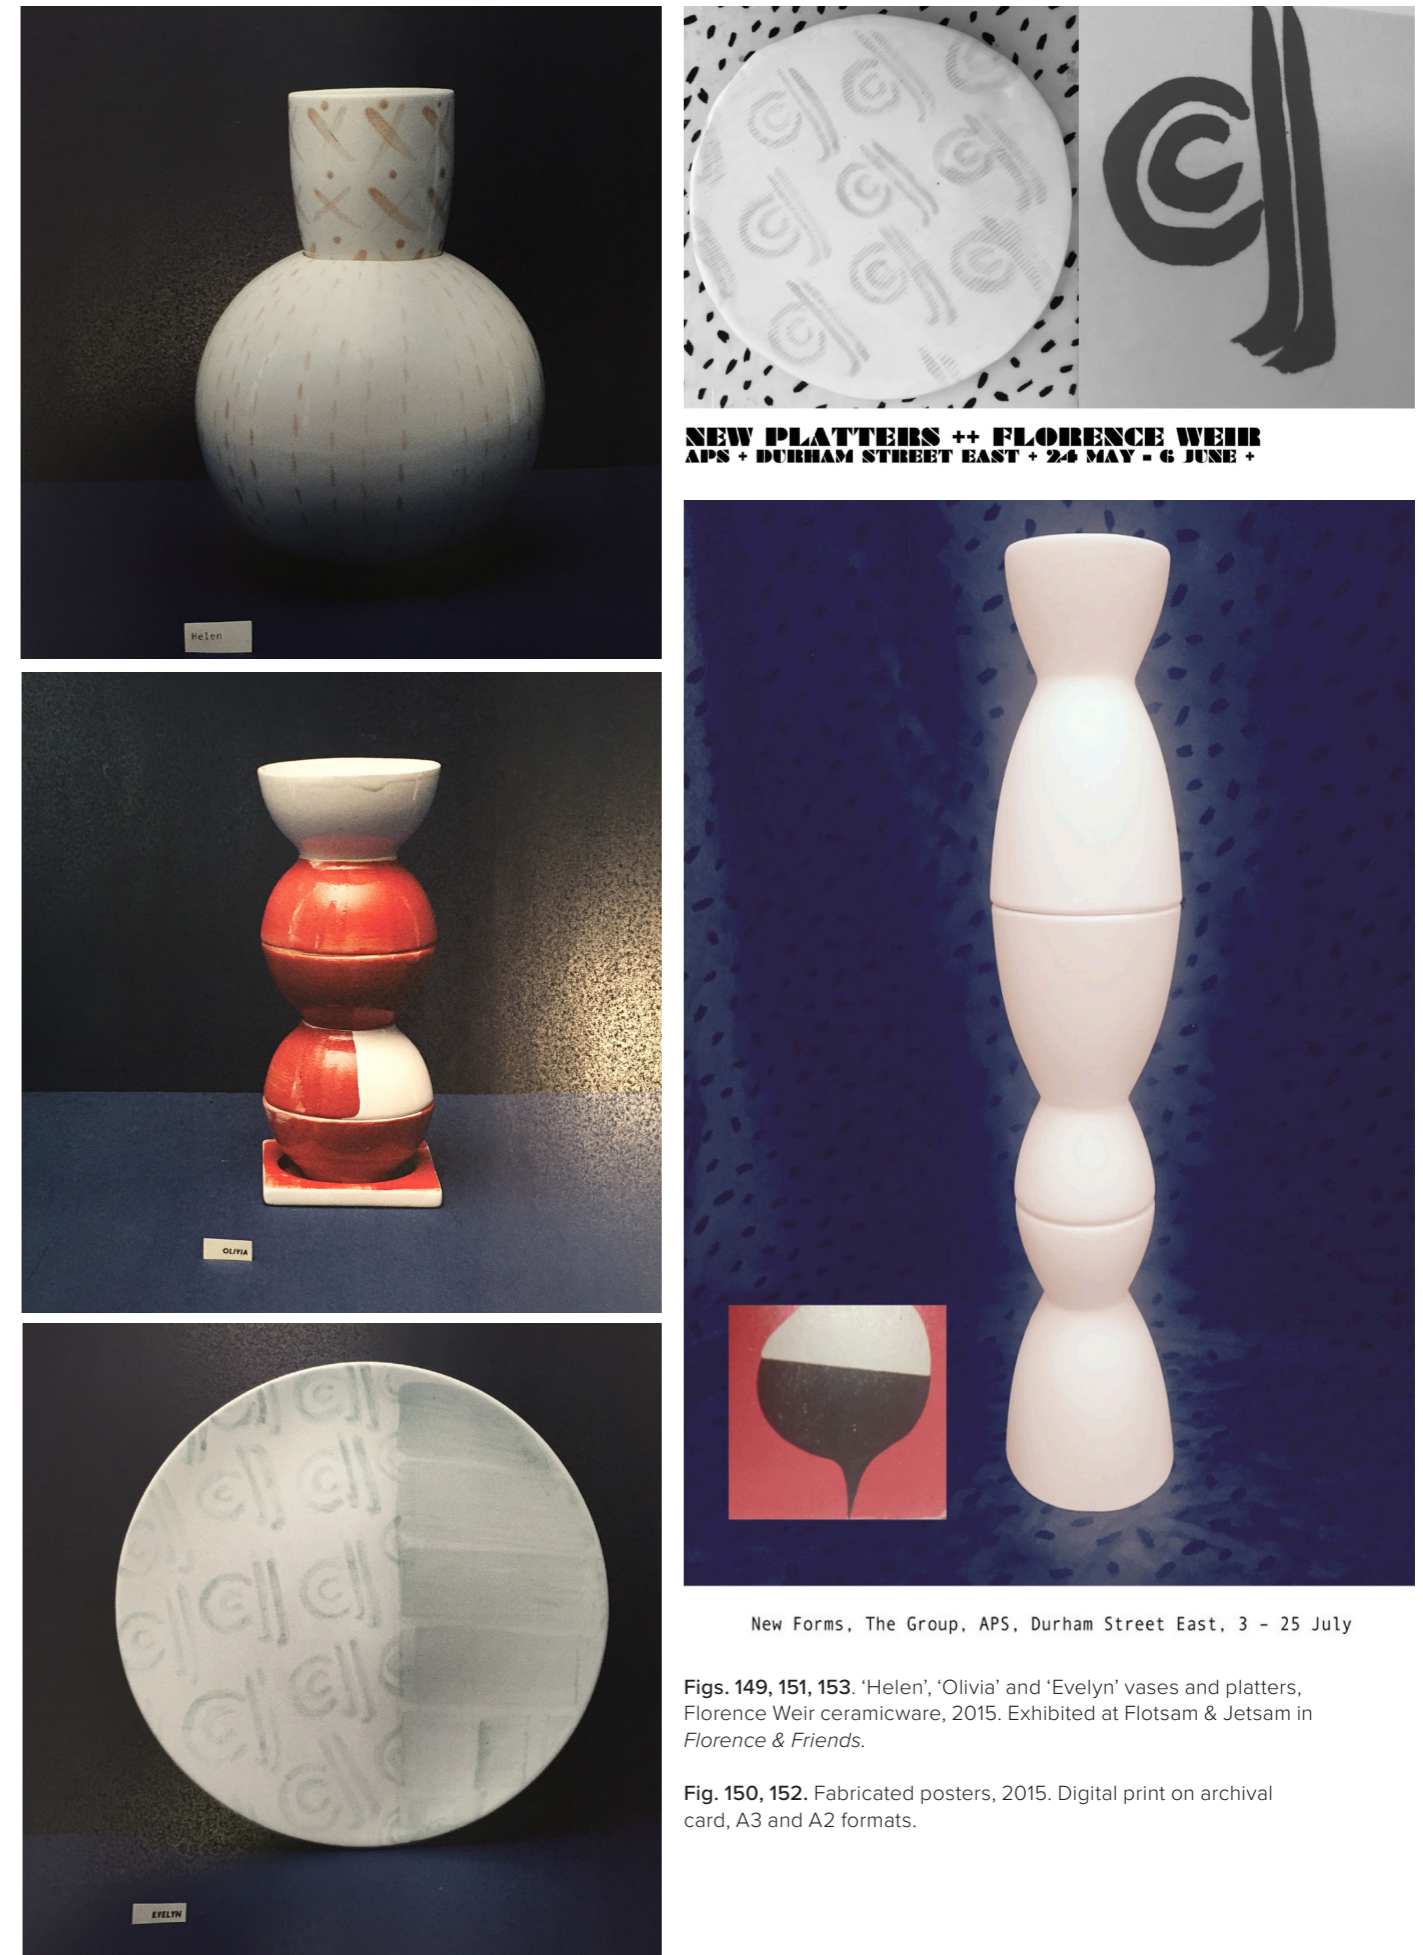 Helen
OLIVIA
EVELYN
NEW PLATTERS ++ FLORENCE WEIR
APS + DURHAM STREET EAST + 24 MAY - 6 JUNE +
New Forms, The Group, APS, Durham Street East, 3 – 25 July
Figs. 149, 151, 153. ‘Helen’, ‘Olivia’ and ‘Evelyn’ vases and platters,
Florence Weir ceramicware, 2015. Exhibited at Flotsam & Jetsam in
Florence & Friends.
Fig. 150, 152. Fabricated posters, 2015. Digital print on archival
card, A3 and A2 formats.